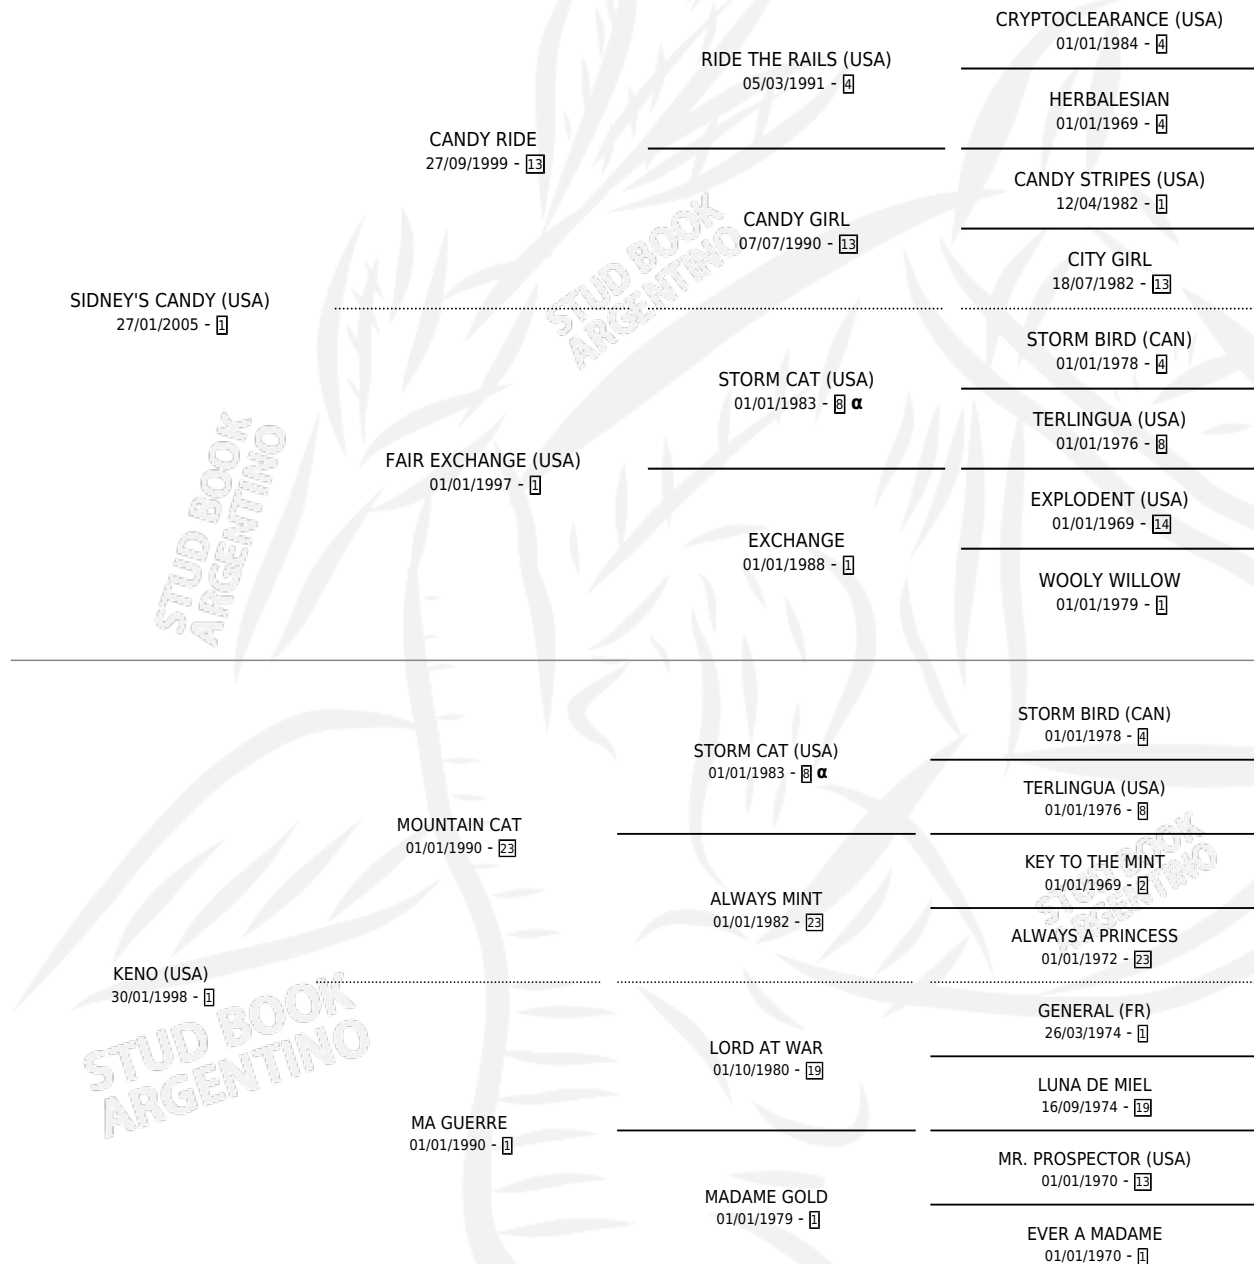 CRYPTOCLEARANCE (USA)
01/01/1984 - 4
RIDE THE RAILS (USA)
05/03/1991 - 4
HERBALESIAN
01/01/1969 - 4
CANDY RIDE
27/09/1999 - 13
CANDY STRIPES (USA)
12/04/1982 - 1
CANDY GIRL
07/07/1990 - 13
CITY GIRL
18/07/1982 - 13
SIDNEY'S CANDY (USA)
27/01/2005 - 1
STORM BIRD (CAN)
01/01/1978 - 4
STORM CAT (USA)
01/01/1983 - 8 α
TERLINGUA (USA)
01/01/1976 - 8
FAIR EXCHANGE (USA)
01/01/1997 - 1
EXPLODENT (USA)
01/01/1969 - 14
EXCHANGE
01/01/1988 - 1
WOOLY WILLOW
01/01/1979 - 1
STUD BOOK
ARGENTINO
STUD BOOK
ARGENTINO
STORM BIRD (CAN)
01/01/1978 - 4
STORM CAT (USA)
01/01/1983 - 8 α
TERLINGUA (USA)
01/01/1976 - 8
MOUNTAIN CAT
01/01/1990 - 23
KEY TO THE MINT
01/01/1969 - 2
ALWAYS MINT
01/01/1982 - 23
ALWAYS A PRINCESS
01/01/1972 - 23
KENO (USA)
30/01/1998 - 1
GENERAL (FR)
26/03/1974 - 1
LORD AT WAR
01/10/1980 - 19
LUNA DE MIEL
16/09/1974 - 19
MA GUERRE
01/01/1990 - 1
MR. PROSPECTOR (USA)
01/01/1970 - 13
MADAME GOLD
01/01/1979 - 1
EVER A MADAME
01/01/1970 - 1
STUD BOOK
ARGENTINO
STUD BOOK
ARGENTINO